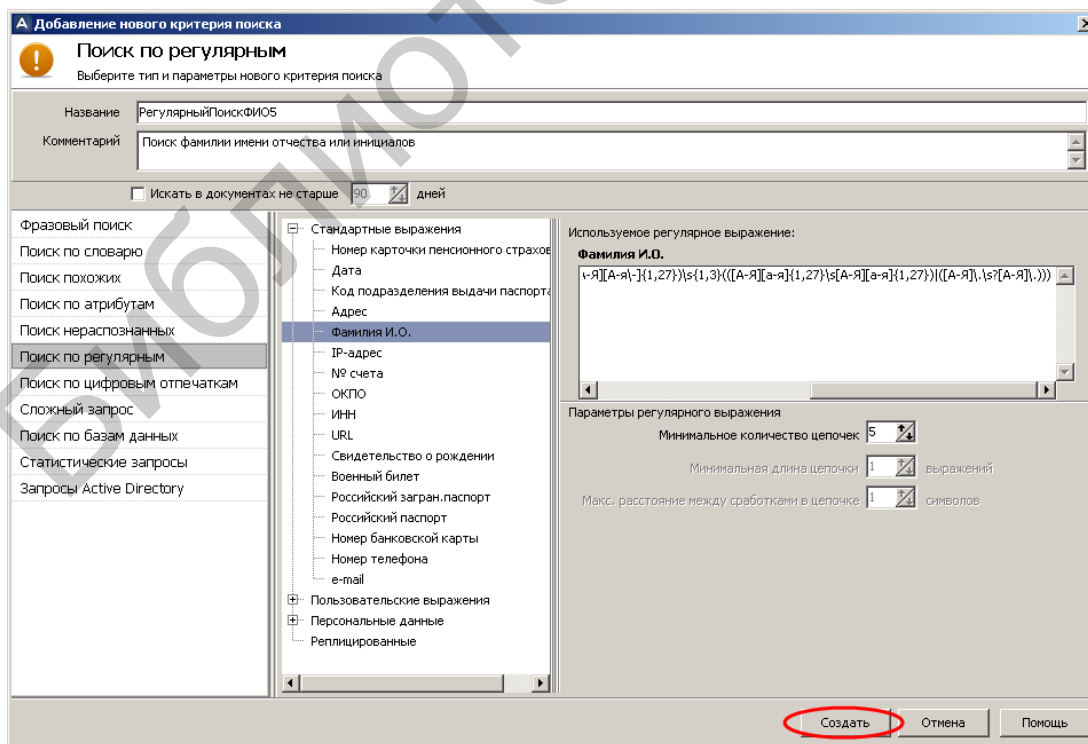 Добавление нового критерия поиска
Поиск по регулярным
Выберите тип и параметры нового критерия поиска
Название РегулярныйПоискФИО5
Комментарий Поиск фамилии имени отчества или инициалов
Искать в документах не старше 90 дней
Фразовый поиск
Поиск по словарю
Поиск похожих
Поиск по атрибутам
Поиск нераспознанных
Поиск по регулярным
Поиск по цифровым отпечаткам
Сложный запрос
Поиск по базам данных
Статистические запросы
Запросы Active Directory
Стандартные выражения
Номер карточки пенсионного страхов
Дата
Код подразделения выдачи паспорта
Адрес
Фамилия И.О.
IP-адрес
№ счета
ОКПО
ИНН
URL
Свидетельство о рождении
Военный билет
Российский загран.паспорт
Российский паспорт
Номер банковской карты
Номер телефона
e-mail
Пользовательские выражения
Персональные данные
Реплицированные
Используемое регулярное выражение:
Фамилия И.О.
\-Я][А-я\-]{1,27})\s{1,3}(([А-Я][а-я]{1,27}\s[А-Я][а-я]{1,27})|([А-Я]\.\s?[А-Я]\.)))
Параметры регулярного выражения
Минимальное количество цепочек 5
Минимальная длина цепочки 1 выражений
Макс. расстояние между сработками в цепочке 1 символов
Создать Отмена Помощь
Библиот